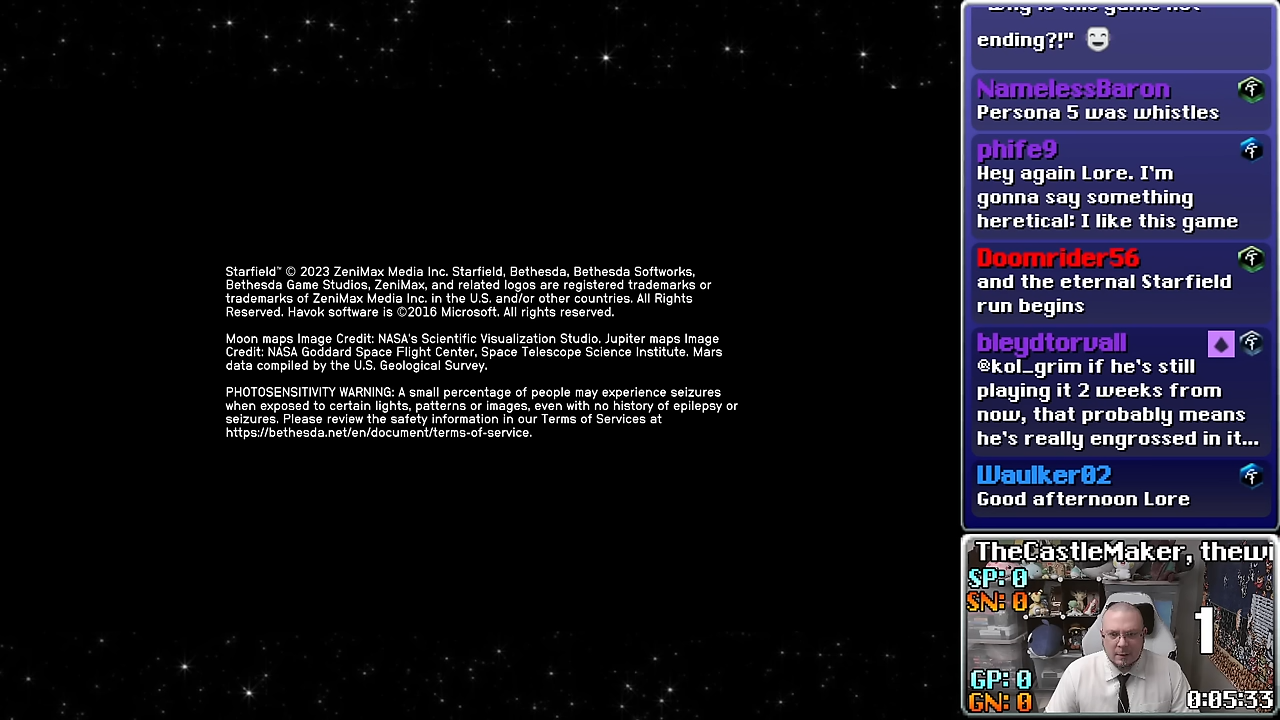 Starfield™ © 2023 ZeniMax Media Inc. Starfield, Bethesda, Bethesda Softworks,
Bethesda Game Studios, ZeniMax, and related logos are registered trademarks or
trademarks of ZeniMax Media Inc. in the U.S. and/or other countries. All Rights
Reserved. Havok software is ©2016 Microsoft. All rights reserved.
Moon maps Image Credit: NASA's Scientific Visualization Studio. Jupiter maps Image
Credit: NASA Goddard Space Flight Center, Space Telescope Science Institute. Mars
data compiled by the U.S. Geological Survey.
PHOTOSENSITIVITY WARNING: A small percentage of people may experience seizures
when exposed to certain lights, patterns or images, even with no history of epilepsy or
seizures. Please review the safety information in our Terms of Services at
https://bethesda.net/en/document/terms-of-service.
"Why is this game not
ending?!"
NamelessBaron
Persona 5 was whistles
phife9
Hey again Lore. I'm
gonna say something
heretical: I like this game
Doomrider56
and the eternal Starfield
run begins
bleydtorvall
@kol_grim if he's still
playing it 2 weeks from
now, that probably means
he's really engrossed in it...
Waulker02
Good afternoon Lore
TheCastleMaker, thewi
SP: 0
SN: 0
1
GP: 0
GN: 0
0:05:33